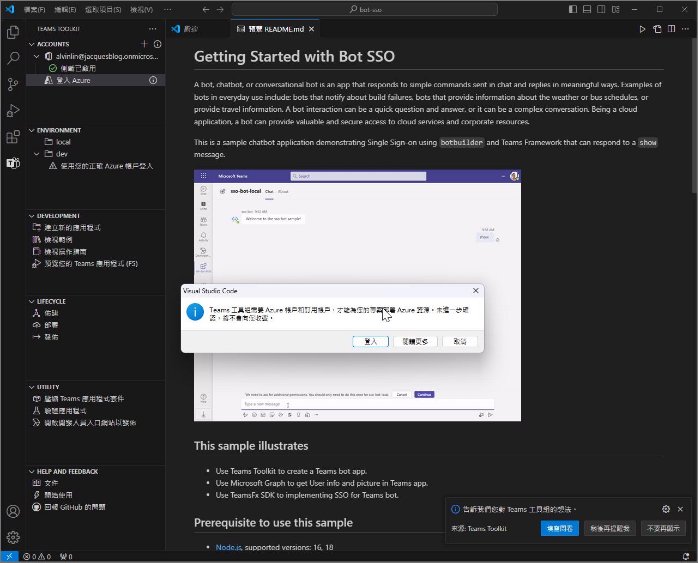 檔案(F) 編輯(E) 選取項目(S) 檢視(V) ··· bot-sso
TEAMS TOOLKIT
ACCOUNTS
alvinlin@jacquesblog.onmicros...
側載已啟用
登入 Azure
ENVIRONMENT
local
dev
使用您的正確 Azure 帳戶登入
DEVELOPMENT
建立新的應用程式
檢視範例
檢視操作指南
預覽您的 Teams 應用程式 (F5)
LIFECYCLE
佈建
部署
發佈
UTILITY
壓縮 Teams 應用程式套件
驗證應用程式
開啟開發人員入口網站以發佈
HELP AND FEEDBACK
文件
開始使用
回報 GitHub 的問題
預覽 README.md
Getting Started with Bot SSO
A bot, chatbot, or conversational bot is an app that responds to simple commands sent in chat and replies in meaningful ways. Examples of
bots in everyday use include: bots that notify about build failures, bots that provide information about the weather or bus schedules, or
provide travel information. A bot interaction can be a quick question and answer, or it can be a complex conversation. Being a cloud
application, a bot can provide valuable and secure access to cloud services and corporate resources.
This is a sample chatbot application demonstrating Single Sign-on using botbuilder and Teams Framework that can respond to a show
message.
Microsoft Teams
Search
sso-bot-local Chat
Welcome to the sso bot sample!
show
Visual Studio Code
Teams 工具組需要 Azure 帳戶和訂用帳戶，才能為您的專案部署 Azure 資源。未進一步確
認，將不會向您收費。
登入 閱讀更多 取消
We need to ask for additional permissions. You should only need to do this once for sso-bot-local. Cancel Continue
Type a new message
This sample illustrates
Use Teams Toolkit to create a Teams bot app.
Use Microsoft Graph to get User info and picture in Teams app.
Use TeamsFx SDK to implementing SSO for Teams bot.
Prerequisite to use this sample
Node.js, supported versions: 16, 18
告訴我們您對 Teams 工具組的想法。
來源: Teams Toolkit 填寫問卷 稍後再提醒我 不要再顯示
0 0 0